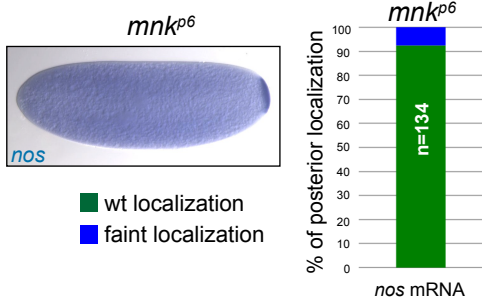 mnkp6
nos
wt localization
faint localization
mnkp6
% of posterior localization
100
90
80
70
60
50
40
30
20
10
0
n=134
nos mRNA